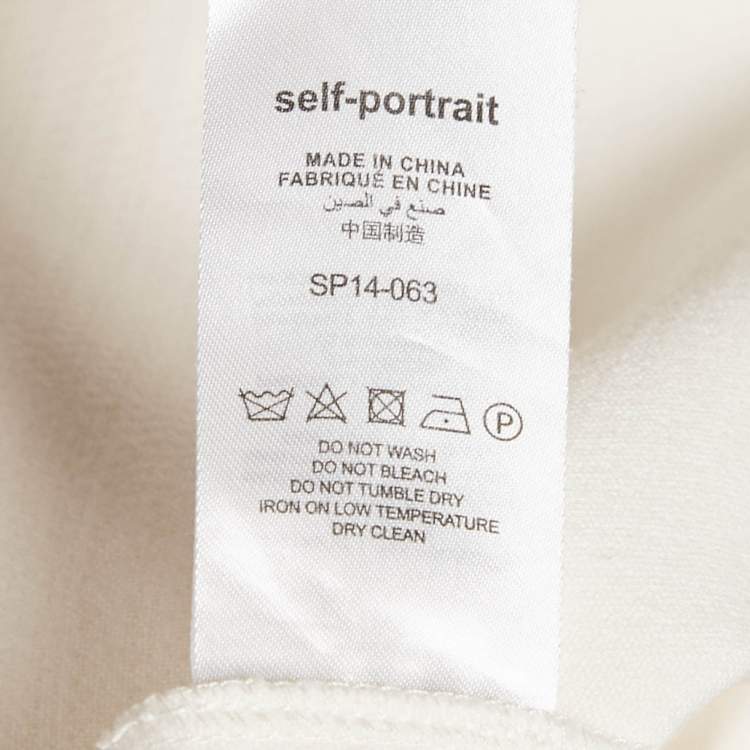 self-portrait
MADE IN CHINA
FABRIQUÉ EN CHINE
صنع في الصين
中国制造
SP14-063
P
DO NOT WASH
DO NOT BLEACH
DO NOT TUMBLE DRY
IRON ON LOW TEMPERATURE
DRY CLEAN